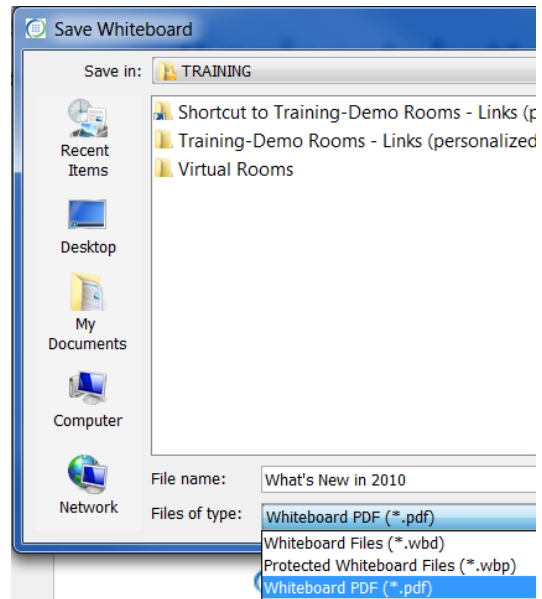 Save Whiteboard
Save in: TRAINING
Shortcut to Training-Demo Rooms - Links (p
Training-Demo Rooms - Links (personalized
Virtual Rooms
Recent
Items
Desktop
My
Documents
Computer
Network
File name: What's New in 2010
Files of type: Whiteboard PDF (*.pdf)
Whiteboard Files (*.wbd)
Protected Whiteboard Files (*.wbp)
Whiteboard PDF (*.pdf)